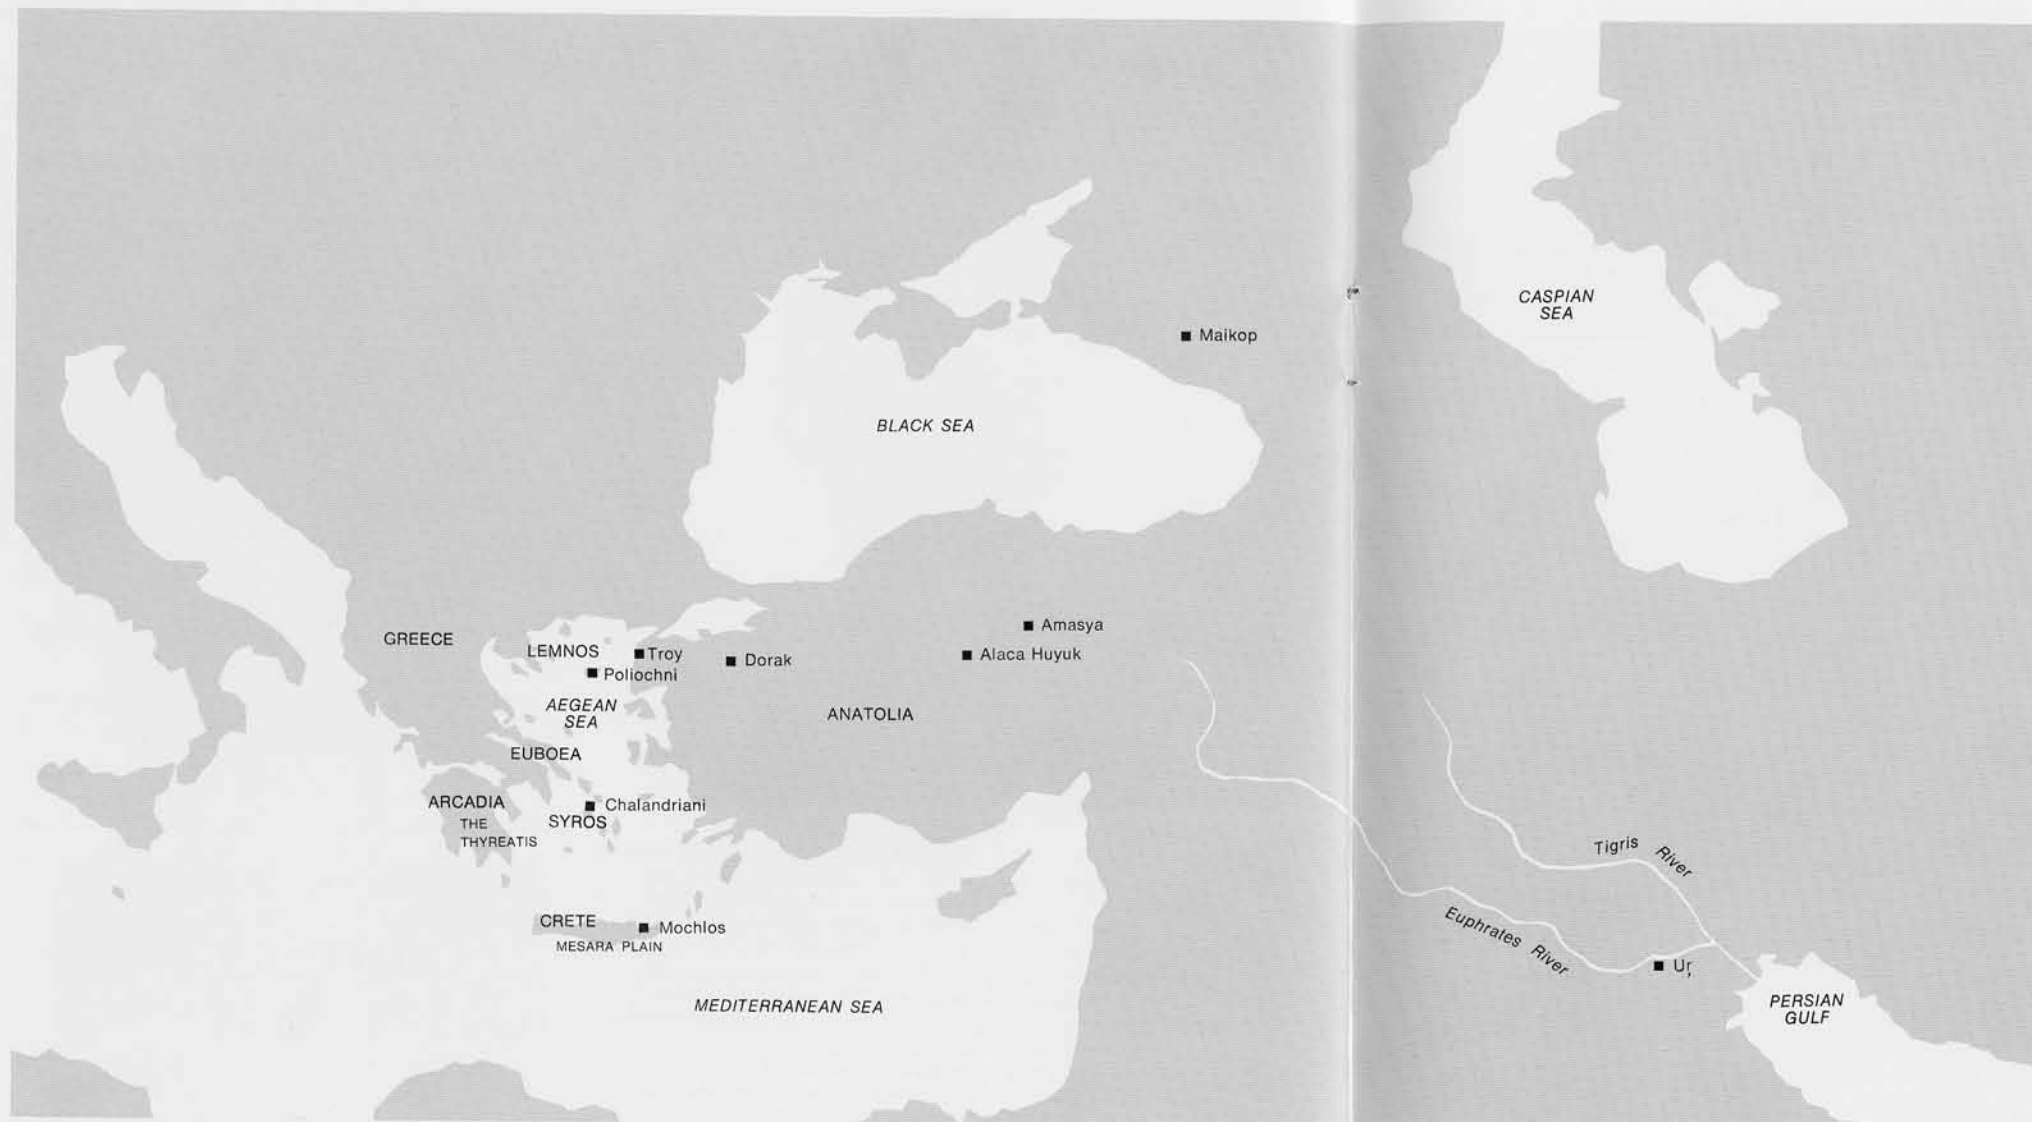 CASPIAN
SEA
Maikop
BLACK SEA
Amasya
GREECE
LEMNOS
Troy
Dorak
Alaca Huyuk
Poliochni
AEGEAN
SEA
ANATOLIA
EUBOEA
ARCADIA
Chalandriani
THE
THYREATIS
SYROS
Tigris River
CRETE
Mochlos
MESARA PLAIN
Euphrates River
Ur,
MEDITERRANEAN SEA
PERSIAN
GULF